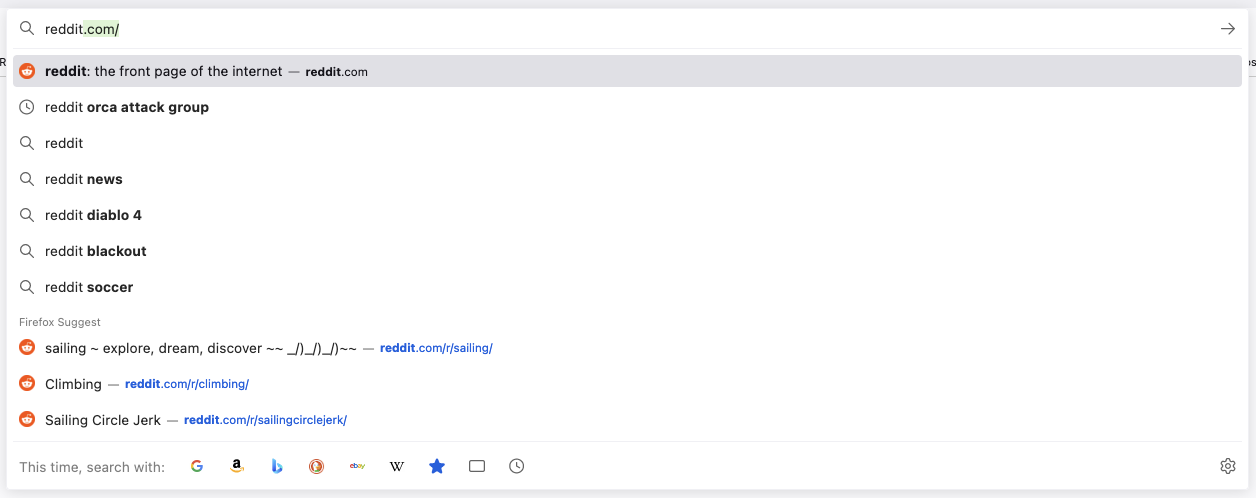 reddit.com/
reddit: the front page of the internet — reddit.com
reddit orca attack group
reddit
reddit news
reddit diablo 4
reddit blackout
reddit soccer
Firefox Suggest
sailing ~ explore, dream, discover ~~ _/)_/)_/)~~ — reddit.com/r/sailing/
Climbing — reddit.com/r/climbing/
Sailing Circle Jerk — reddit.com/r/sailingcirclejerk/
This time, search with: G a b ebay W